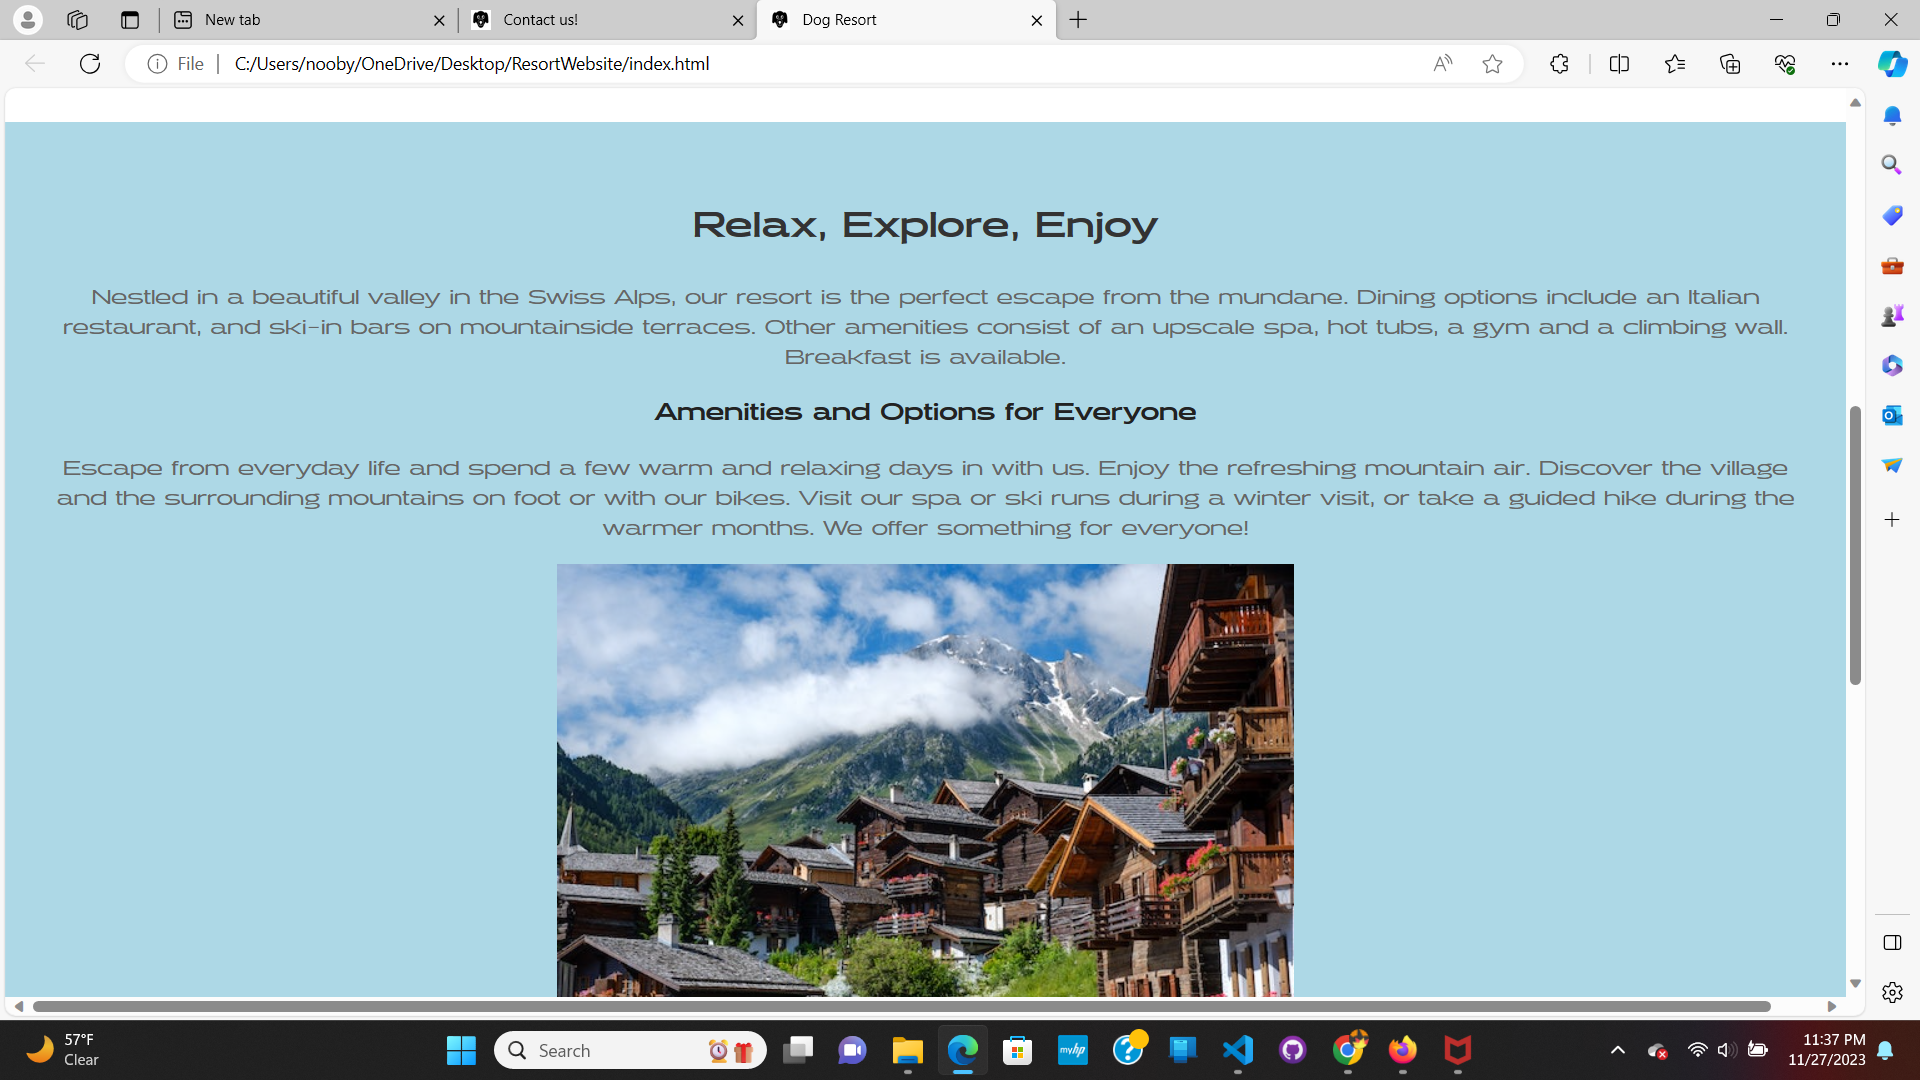 New tab
Contact us!
Dog Resort
File
C:/Users/nooby/OneDrive/Desktop/ResortWebsite/index.html
Relax, Explore, Enjoy
Nestled in a beautiful valley in the Swiss Alps, our resort is the perfect escape from the mundane. Dining options include an Italian
restaurant, and ski-in bars on mountainside terraces. Other amenities consist of an upscale spa, hot tubs, a gym and a climbing wall.
Breakfast is available.
Amenities and Options for Everyone
Escape from everyday life and spend a few warm and relaxing days in with us. Enjoy the refreshing mountain air. Discover the village
and the surrounding mountains on foot or with our bikes. Visit our spa or ski runs during a winter visit, or take a guided hike during the
warmer months. We offer something for everyone!
57°F
Clear
Search
myhp
11:37 PM
11/27/2023